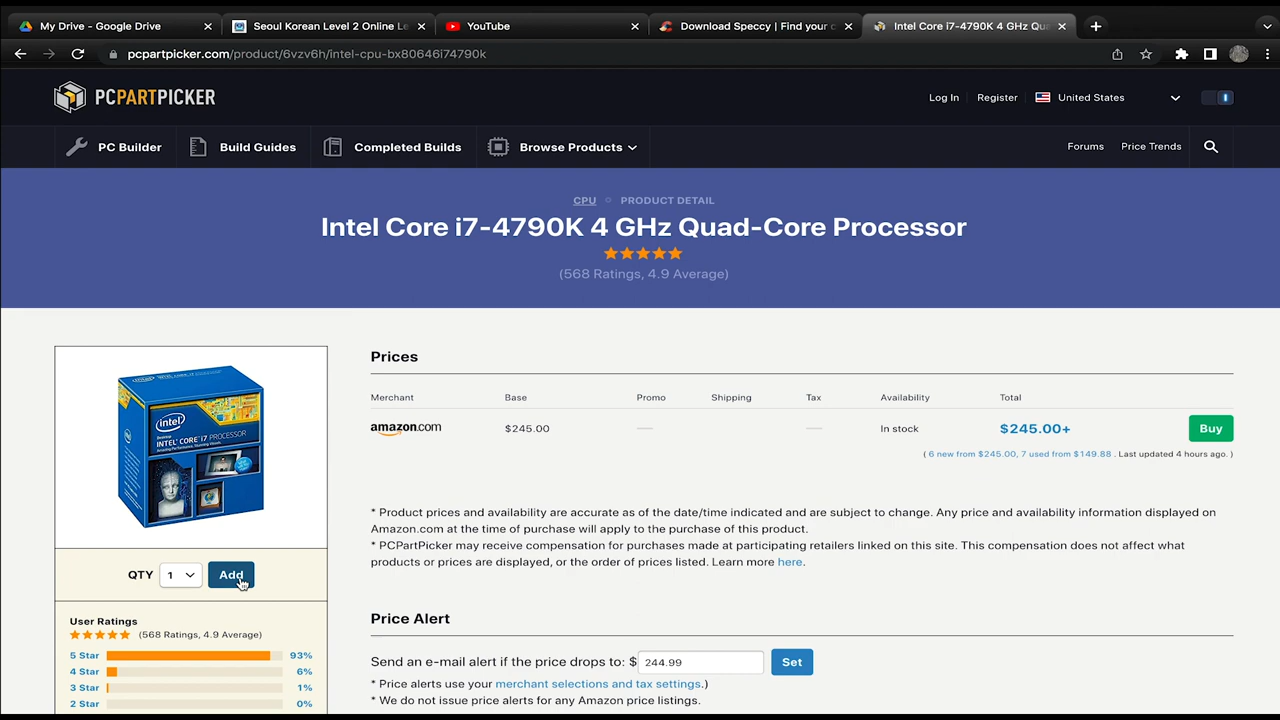 My Drive - Google Drive
Seoul Korean Level 2 Online Le
YouTube
Download Speccy | Find your c
Intel Core i7-4790K 4 GHz Qua
pcpartpicker.com/product/6vzv6h/intel-cpu-bx80646i74790k
PCPARTPICKER
Log In
Register
United States
PC Builder
Build Guides
Completed Builds
Browse Products
Forums
Price Trends
CPU
PRODUCT DETAIL
Intel Core i7-4790K 4 GHz Quad-Core Processor
(568 Ratings, 4.9 Average)
Prices
Merchant Base Promo Shipping Tax Availability Total
amazon.com $245.00 — — In stock $245.00+ Buy
( 6 new from $245.00, 7 used from $149.88 . Last updated 4 hours ago. )
intel
INTEL® CORE™ i7 PROCESSOR
* Product prices and availability are accurate as of the date/time indicated and are subject to change. Any price and availability information displayed on
Amazon.com at the time of purchase will apply to the purchase of this product.
* PCPartPicker may receive compensation for purchases made at participating retailers linked on this site. This compensation does not affect what
products or prices are displayed, or the order of prices listed. Learn more here.
QTY 1 Add
User Ratings
(568 Ratings, 4.9 Average)
5 Star 93%
4 Star 6%
3 Star 1%
2 Star 0%
Price Alert
Send an e-mail alert if the price drops to: $ 244.99 Set
* Price alerts use your merchant selections and tax settings.)
* We do not issue price alerts for any Amazon price listings.